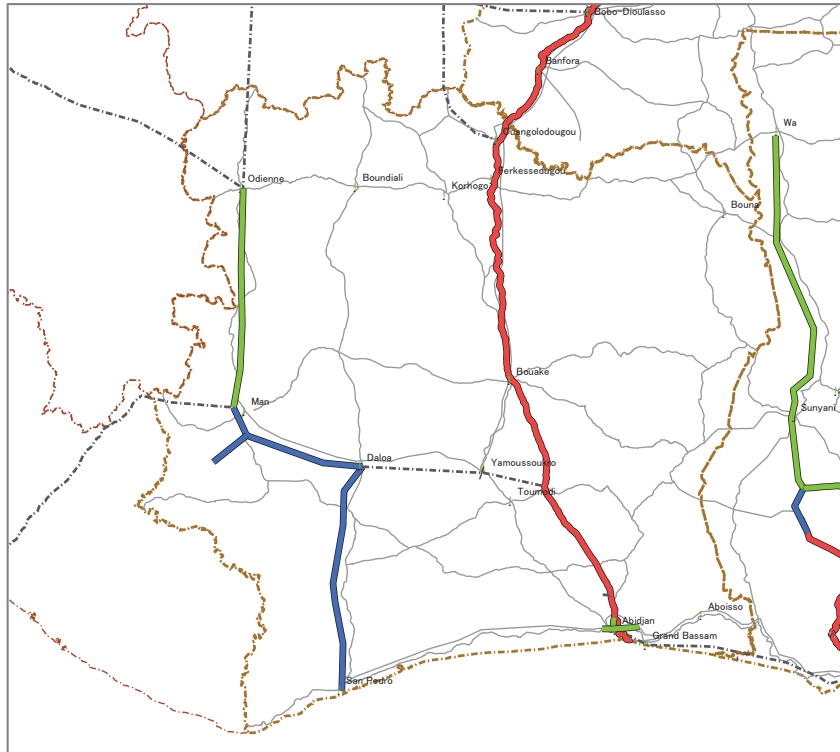 Bobo-Dioulasso
Banfora
Wa
Ouangolodougou
Ferkessedugou
Odienne
Boundiali
Korhogo
Bouna
Bouake
Man
Sunyani
Daloa
Yamoussoukro
Toumodi
Aboisso
Abidjan
Grand Bassam
San Pedro